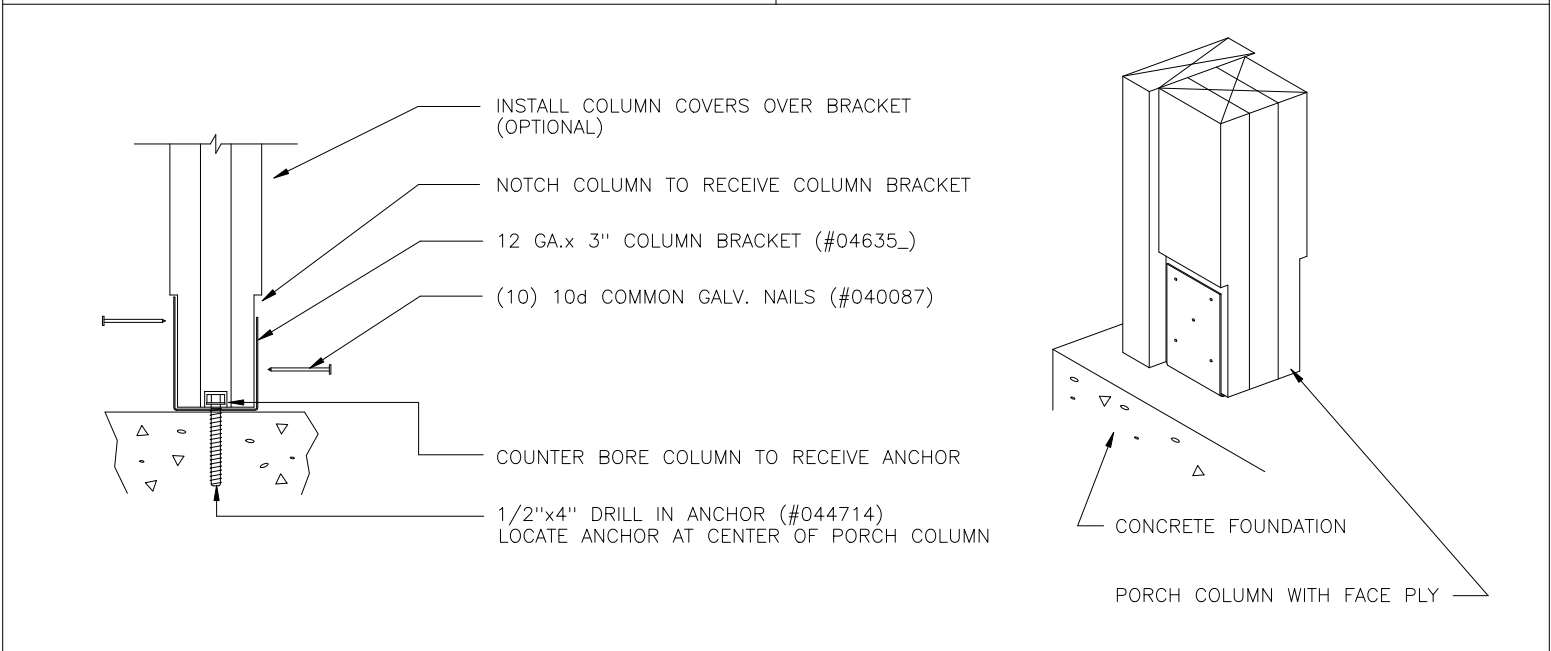 INSTALL COLUMN COVERS OVER BRACKET
(OPTIONAL)
NOTCH COLUMN TO RECEIVE COLUMN BRACKET
12 GA.x 3" COLUMN BRACKET (#04635_)
(10) 10d COMMON GALV. NAILS (#040087)
COUNTER BORE COLUMN TO RECEIVE ANCHOR
1/2"x4" DRILL IN ANCHOR (#044714)
LOCATE ANCHOR AT CENTER OF PORCH COLUMN
CONCRETE FOUNDATION
PORCH COLUMN WITH FACE PLY